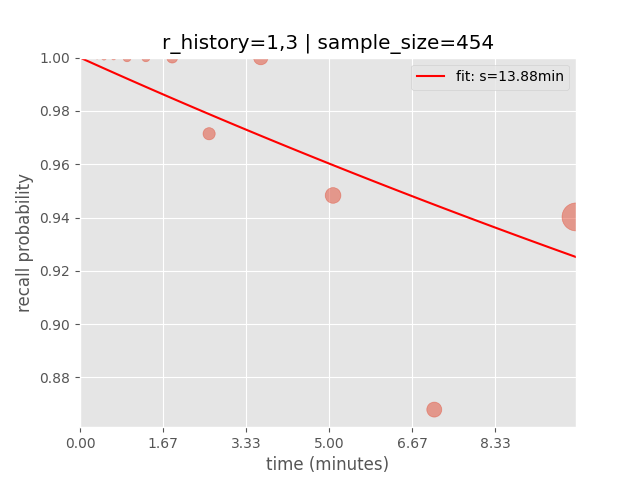 r_history=1,3 | sample_size=454
fit: s=13.88min
1.00
0.98
0.96
0.94
0.92
0.90
0.88
recall probability
0.00 1.67 3.33 5.00 6.67 8.33
time (minutes)